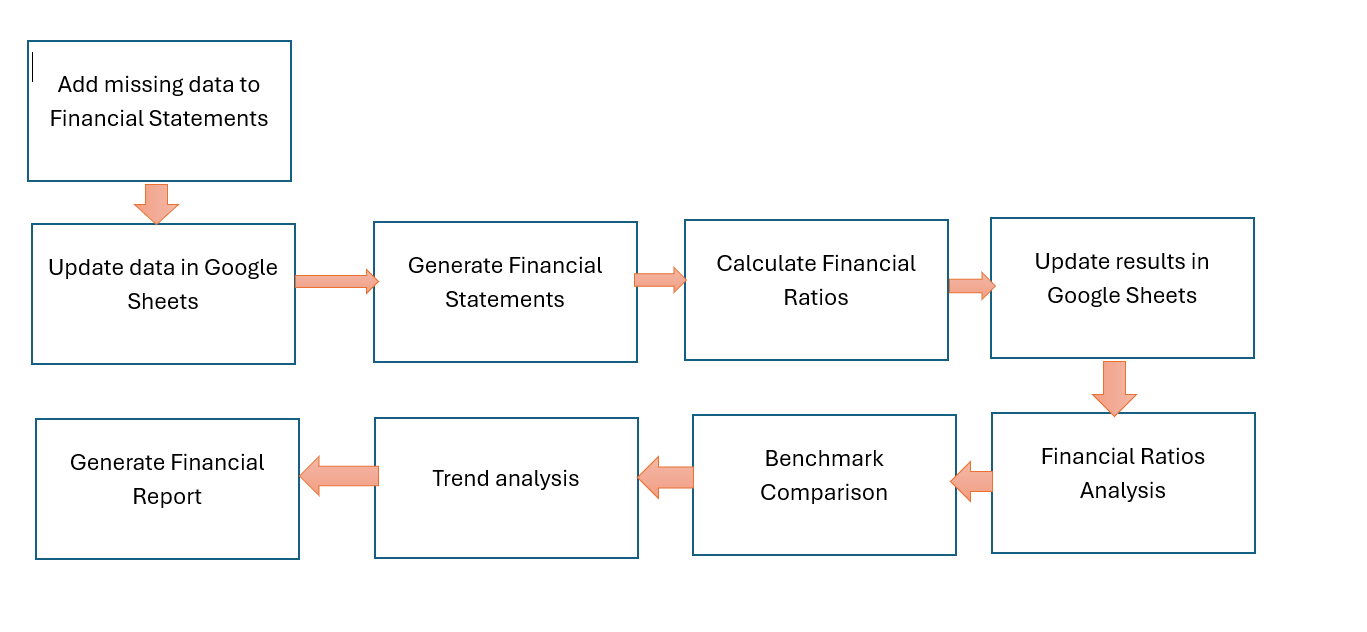 Add missing data to
Financial Statements
Update data in Google
Sheets
Generate Financial
Statements
Calculate Financial
Ratios
Update results in
Google Sheets
Financial Ratios
Analysis
Benchmark
Comparison
Trend analysis
Generate Financial
Report